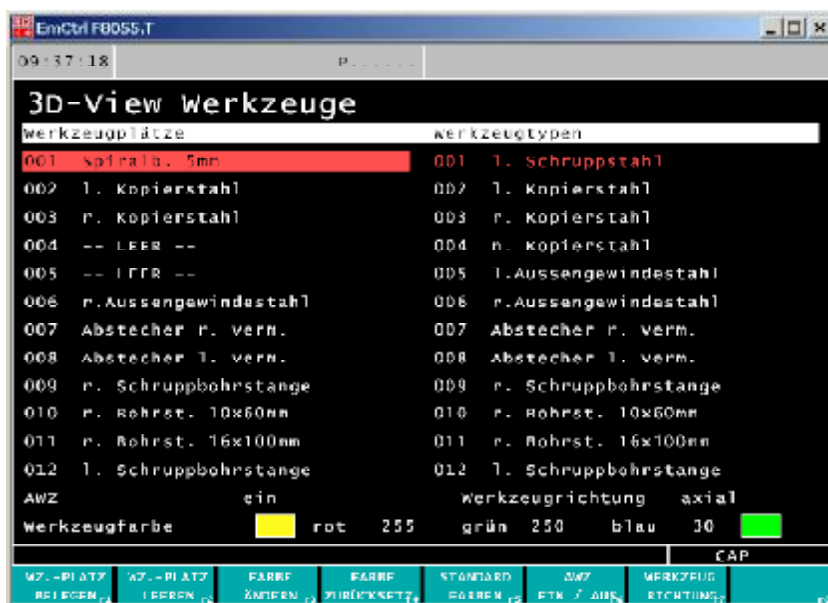 EmCtrl F8055.T
09:37:18 P......
3D-View Werkzeuge
Werkzeugplätze Werkzeugtypen
001 Spiralb. 5mm 001 l. Schruppstahl
002 l. Kopierstahl 002 l. Kopierstahl
003 r. Kopierstahl 003 r. Kopierstahl
004 -- LEER -- 004 n. Kopierstahl
005 -- LEER -- 005 l.Aussengewindestahl
006 r.Aussengewindestahl 006 r.Aussengewindestahl
007 Abstecher r. verm. 007 Abstecher r. verm.
008 Abstecher l. verm. 008 Abstecher l. verm.
009 r. Schruppbohrstange 009 r. Schruppbohrstange
010 r. Bohrst. 10x60mm 010 r. Bohrst. 10x60mm
011 r. Bohrst. 16x100mm 011 r. Bohrst. 16x100mm
012 l. Schruppbohrstange 012 l. Schruppbohrstange
AWZ ein Werkzeugrichtung axial
Werkzeugfarbe rot 255 grün 250 blau 30
CAP
WZ.-PLATZ WZ.-PLATZ FARBE FARBE STANDARD AWZ WERKZEUG
BELEGEN LEEREN ÄNDERN ZURÜCKSETZ. FARBEN EIN / AUS RICHTUNG